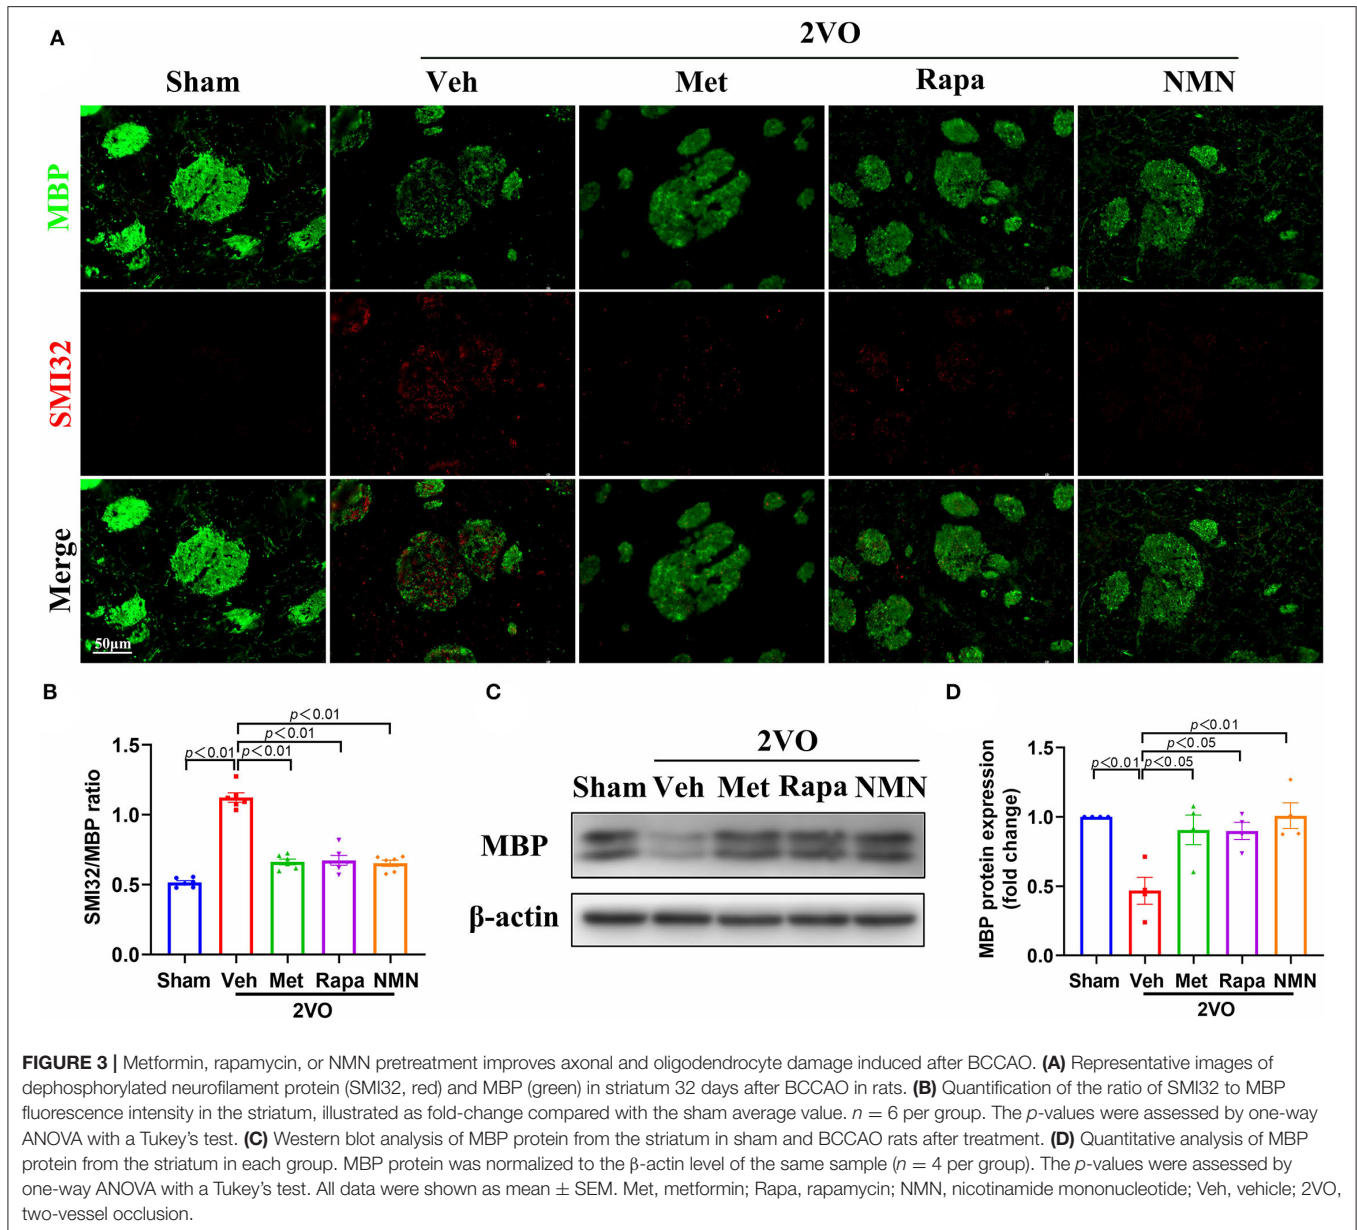 A
2VO
Sham Veh Met Rapa NMN
MBP
SMI32
Merge
50μm
B
p<0.01
p<0.01
p<0.01 p<0.01
SMI32/MBP ratio
1.5
1.0
0.5
0.0
Sham Veh Met Rapa NMN
2VO
C
2VO
Sham Veh Met Rapa NMN
MBP
β-actin
D
p<0.01
p<0.05
p<0.01 p<0.05
MBP protein expression
(fold change)
1.5
1.0
0.5
0.0
Sham Veh Met Rapa NMN
2VO
FIGURE 3 | Metformin, rapamycin, or NMN pretreatment improves axonal and oligodendrocyte damage induced after BCCAO. (A) Representative images of
dephosphorylated neurofilament protein (SMI32, red) and MBP (green) in striatum 32 days after BCCAO in rats. (B) Quantification of the ratio of SMI32 to MBP
fluorescence intensity in the striatum, illustrated as fold-change compared with the sham average value. n = 6 per group. The p-values were assessed by one-way
ANOVA with a Tukey's test. (C) Western blot analysis of MBP protein from the striatum in sham and BCCAO rats after treatment. (D) Quantitative analysis of MBP
protein from the striatum in each group. MBP protein was normalized to the β-actin level of the same sample (n = 4 per group). The p-values were assessed by
one-way ANOVA with a Tukey's test. All data were shown as mean ± SEM. Met, metformin; Rapa, rapamycin; NMN, nicotinamide mononucleotide; Veh, vehicle; 2VO,
two-vessel occlusion.